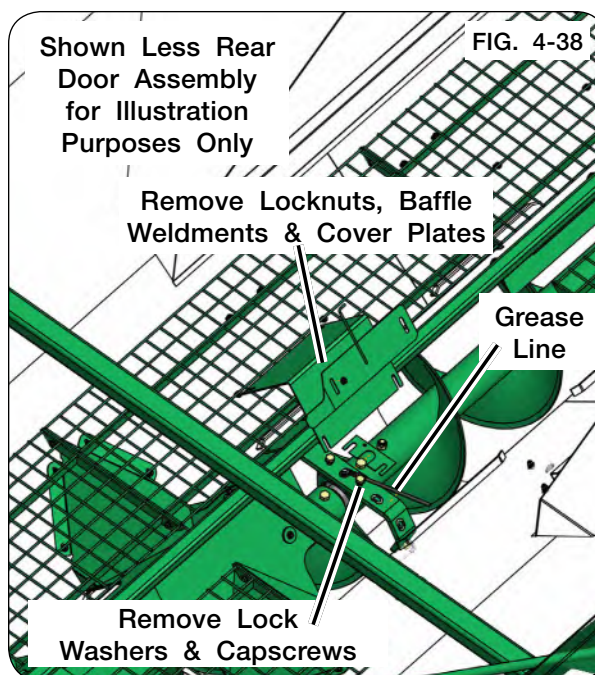 Shown Less Rear
Door Assembly
for Illustration
Purposes Only
FIG. 4-38
Remove Locknuts, Baffle
Weldments & Cover Plates
Grease
Line
Remove Lock
Washers & Capscrews